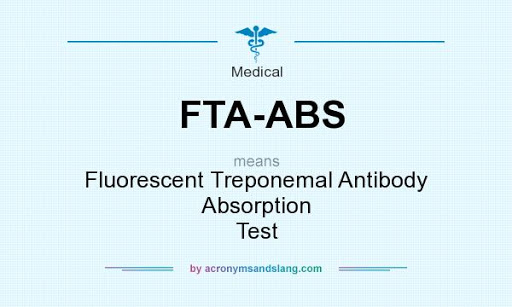 Medical
FTA-ABS
means
Fluorescent Treponemal Antibody
Absorption
Test
by acronymsandslang.com